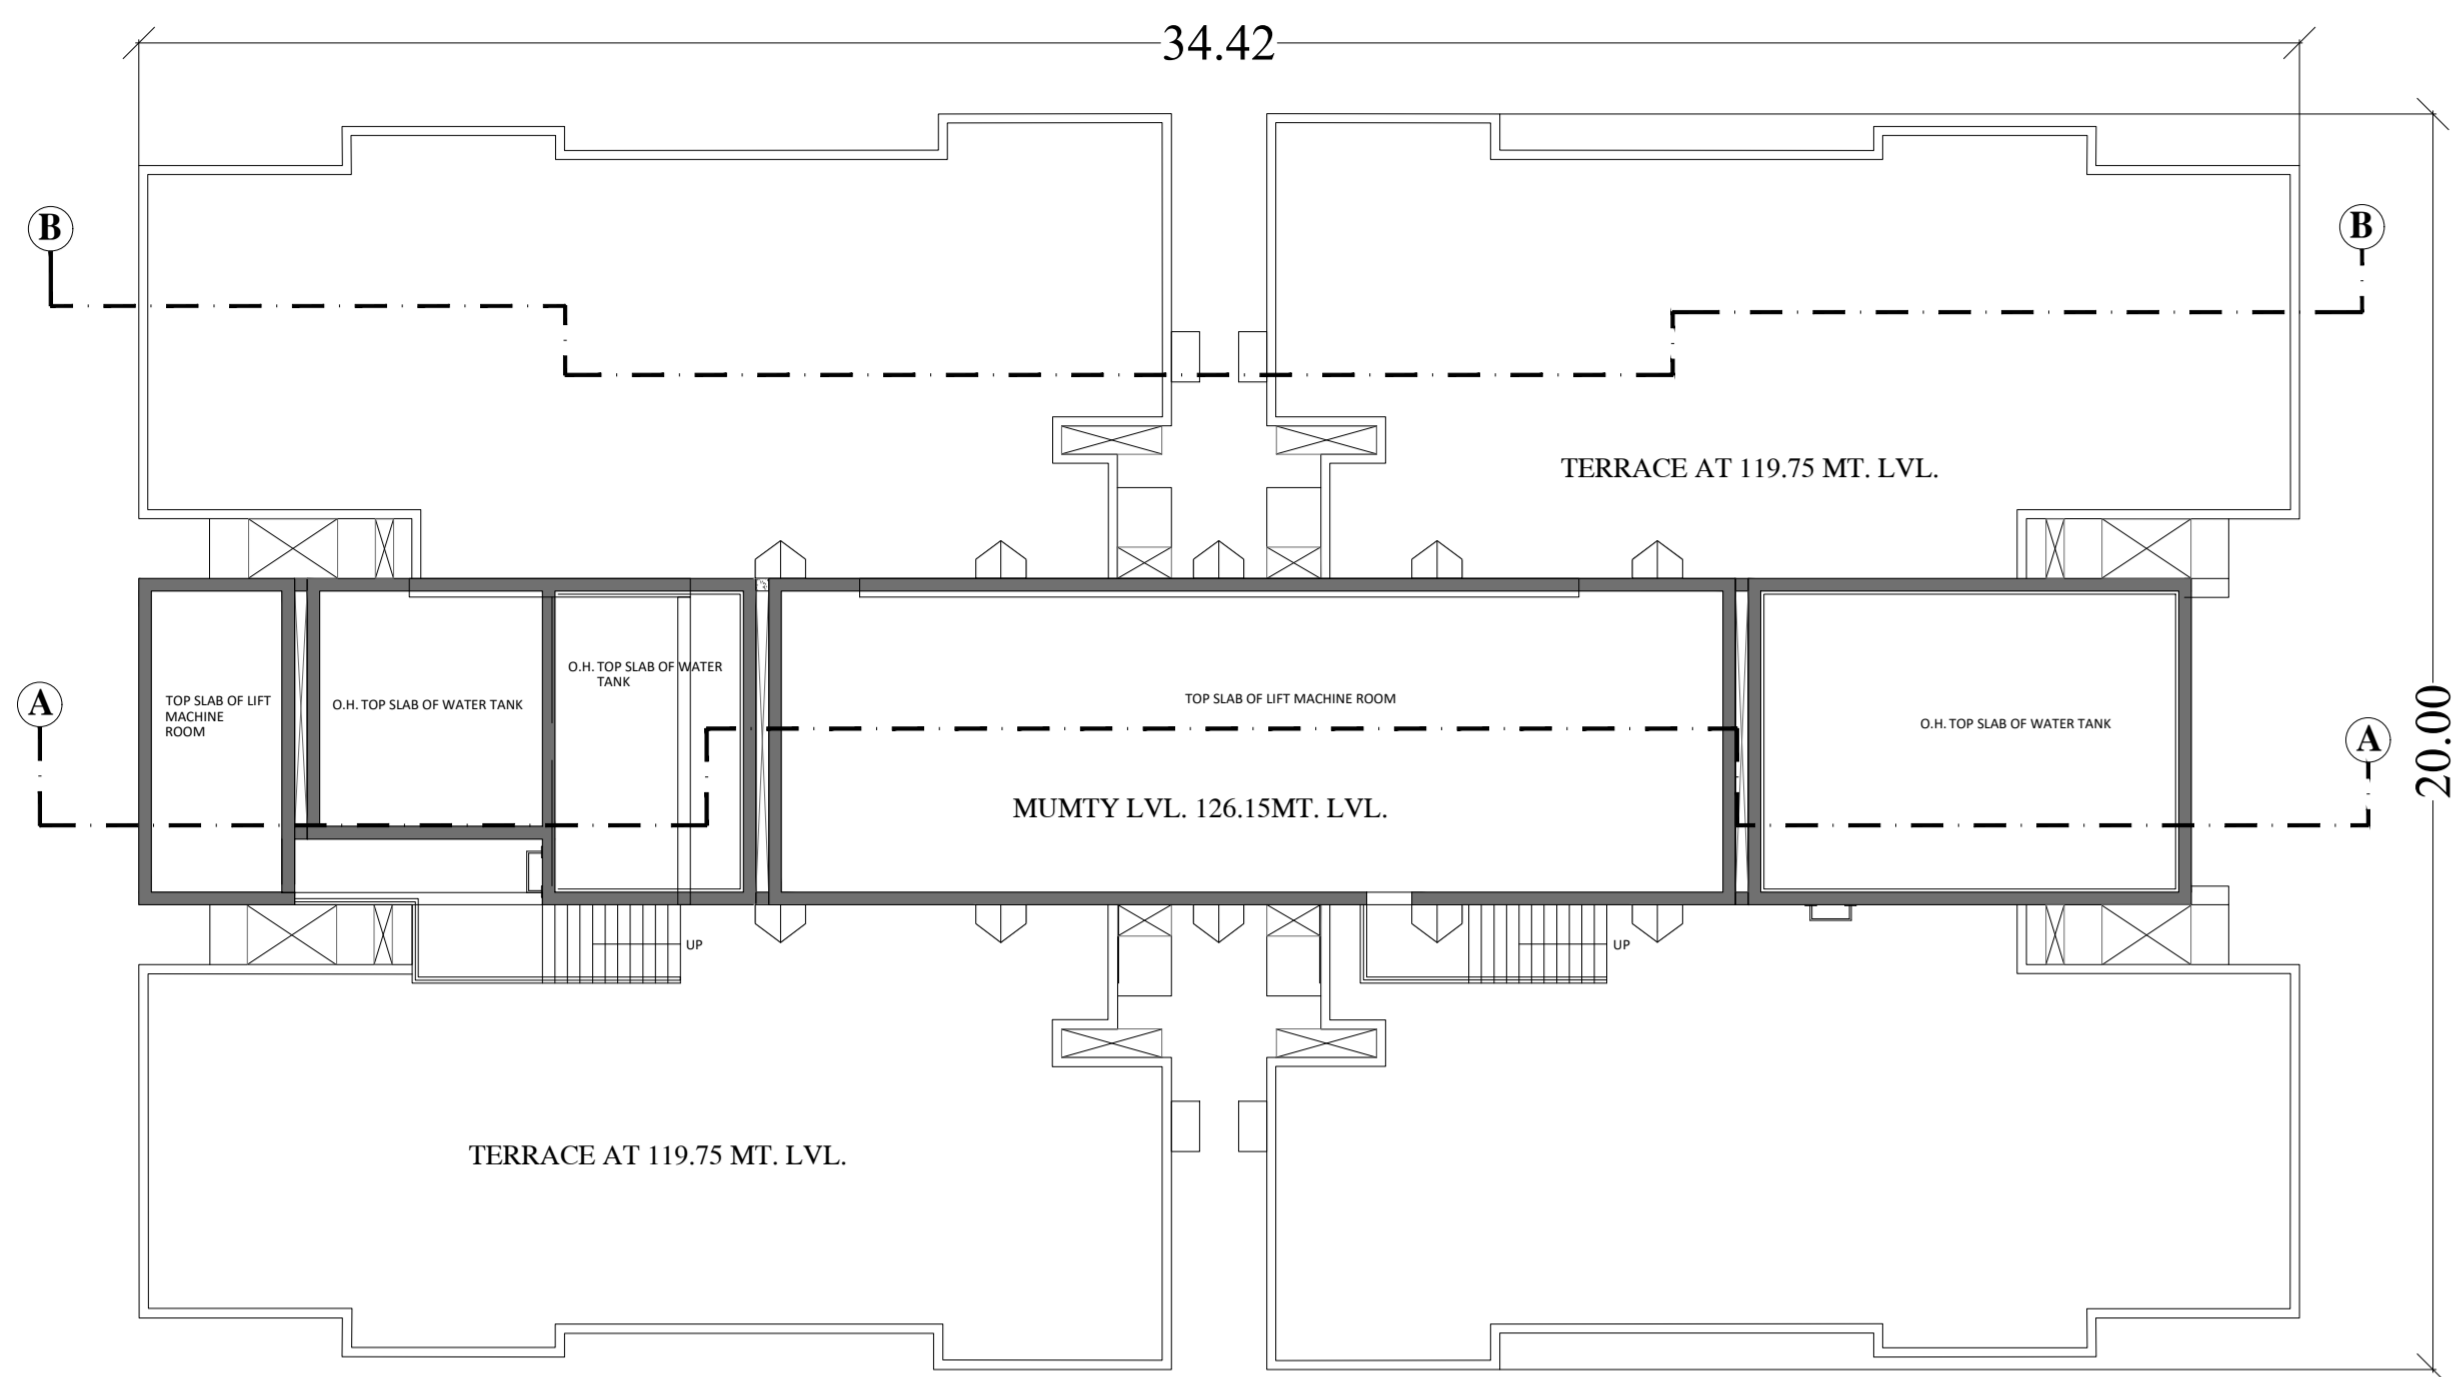 34.42
B
B
TERRACE AT 119.75 MT. LVL.
O.H. TOP SLAB OF WATER
TANK
TOP SLAB OF LIFT
MACHINE
ROOM
O.H. TOP SLAB OF WATER TANK
TOP SLAB OF LIFT MACHINE ROOM
O.H. TOP SLAB OF WATER TANK
A
A
20.00
MUMTY LVL. 126.15MT. LVL.
UP
UP
TERRACE AT 119.75 MT. LVL.